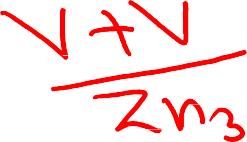 V + V
2n₃